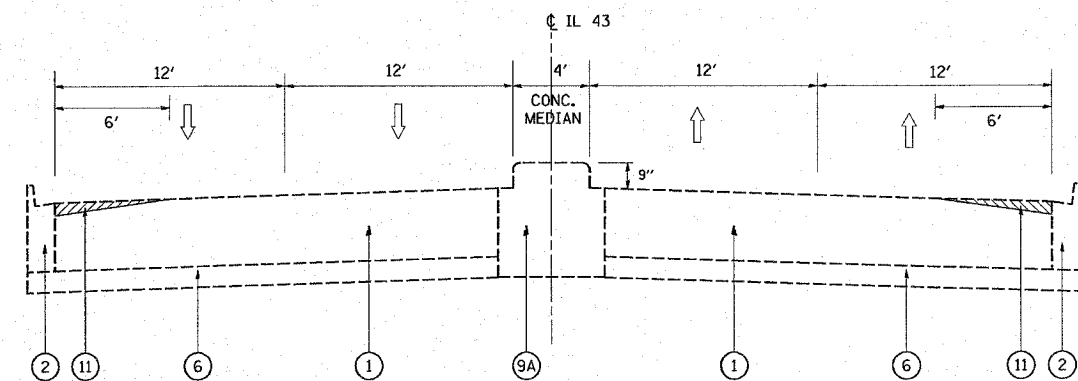 ℄ IL 43
12' 12' 4' 12' 12'
CONC.
MEDIAN
6' 6'
9"
2 11 6 1 9A 1 6 11 2